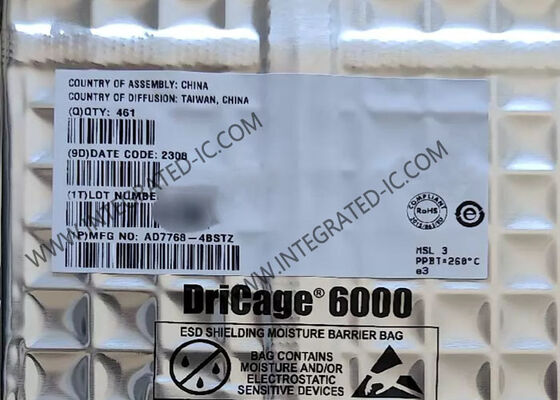 COUNTRY OF ASSEMBLY: CHINA
COUNTRY OF DIFFUSION: TAIWAN, CHINA
(Q)QTY: 461
(9D)DATE CODE: 2308
(1T)LOT NUMBE
P)MFG NO: AD7768-4BSTZ
COMPLIANT
RoHS
MSL 3
PPBT=260°C
e3
WWW.INTEGRATED-IC.COM
WWW.INTEGRATED-IC.COM
DriCage® 6000
ESD SHIELDING MOISTURE BARRIER BAG
BAG CONTAINS
MOISTURE AND/OR
ELECTROSTATIC
SENSITIVE DEVICES